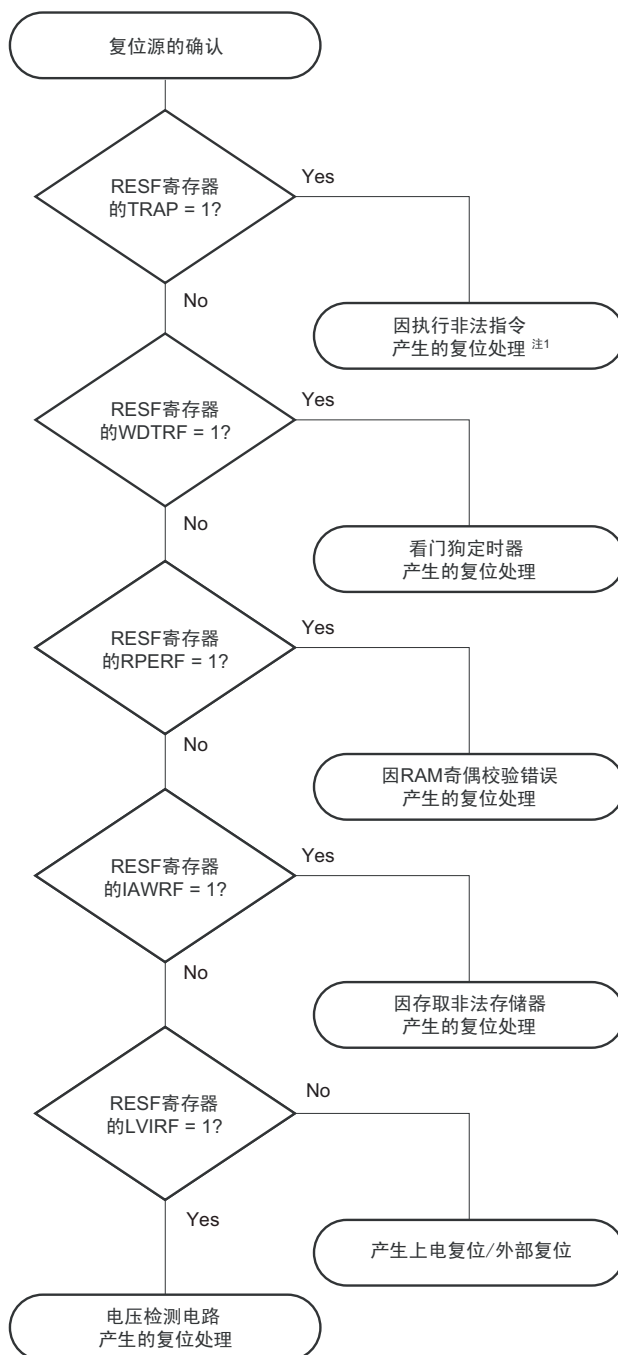 复位源的确认
RESF寄存器
的TRAP = 1?
Yes
No
因执行非法指令
产生的复位处理 注1
RESF寄存器
的WDTRF = 1?
Yes
No
看门狗定时器
产生的复位处理
RESF寄存器
的RPERF = 1?
Yes
No
因RAM奇偶校验错误
产生的复位处理
RESF寄存器
的IAWRF = 1?
Yes
No
因存取非法存储器
产生的复位处理
RESF寄存器
的LVIRF = 1?
No
Yes
产生上电复位/外部复位
电压检测电路
产生的复位处理